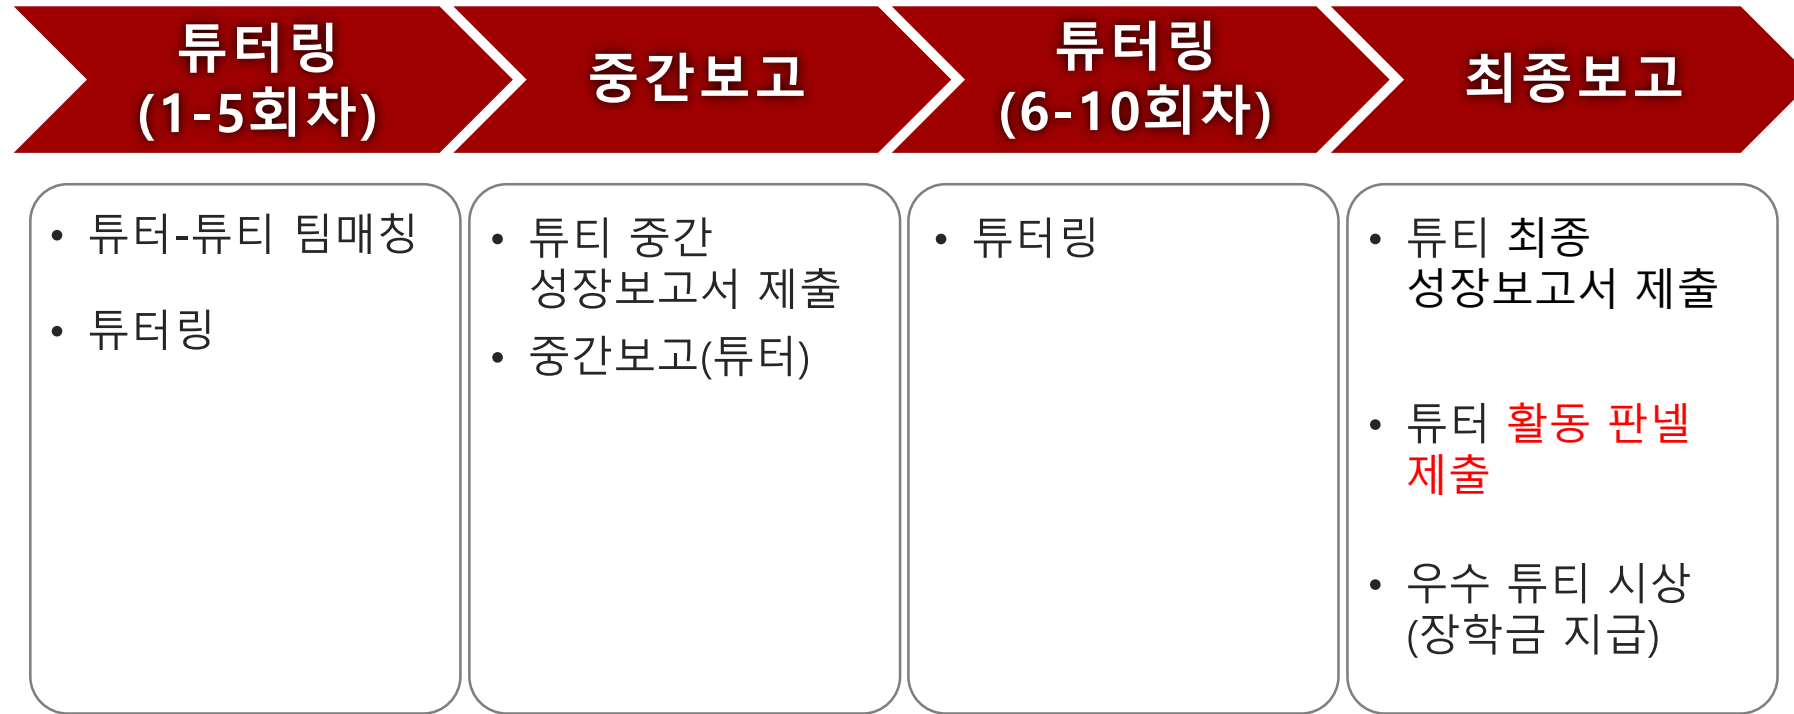 튜터링
(1-5회차)
중간보고
튜터링
(6-10회차)
최종보고
• 튜터-튜티 팀매칭
• 튜터링
• 튜티 중간
성장보고서 제출
• 중간보고(튜터)
• 튜터링
• 튜티 최종
성장보고서 제출
• 튜터 활동 판넬
제출
• 우수 튜티 시상
(장학금 지급)